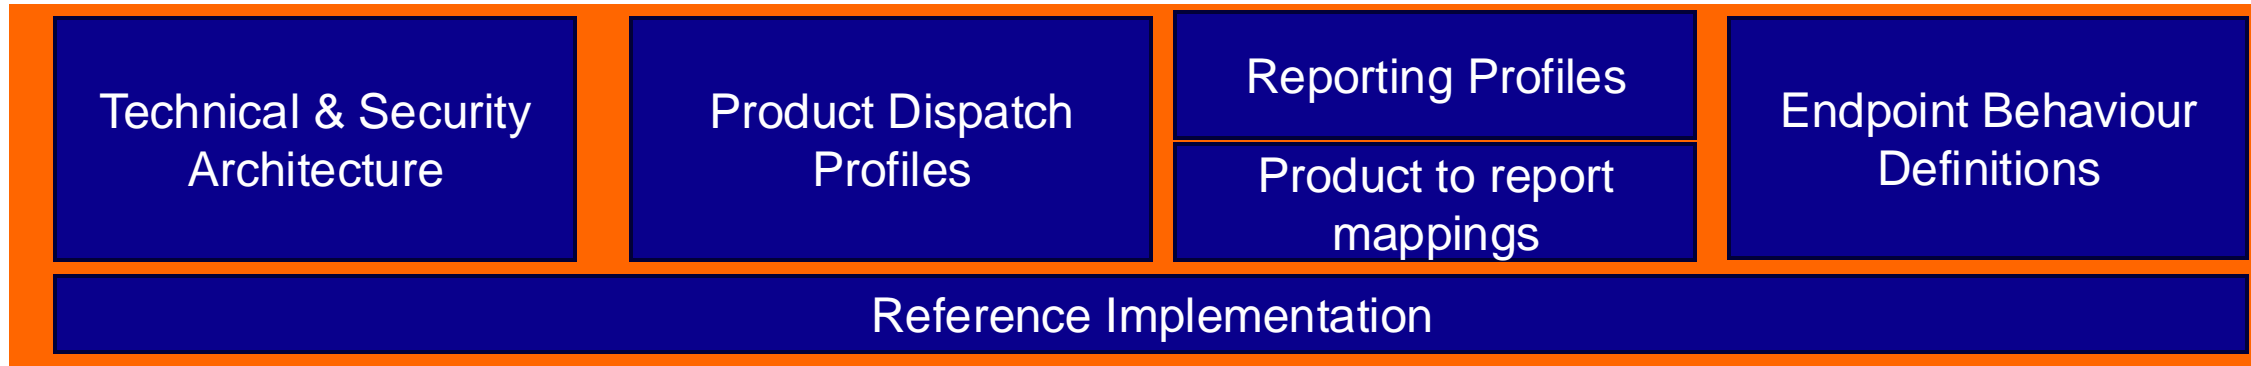 Technical & Security
Architecture
Product Dispatch
Profiles
Reporting Profiles
Product to report
mappings
Endpoint Behaviour
Definitions
Reference Implementation